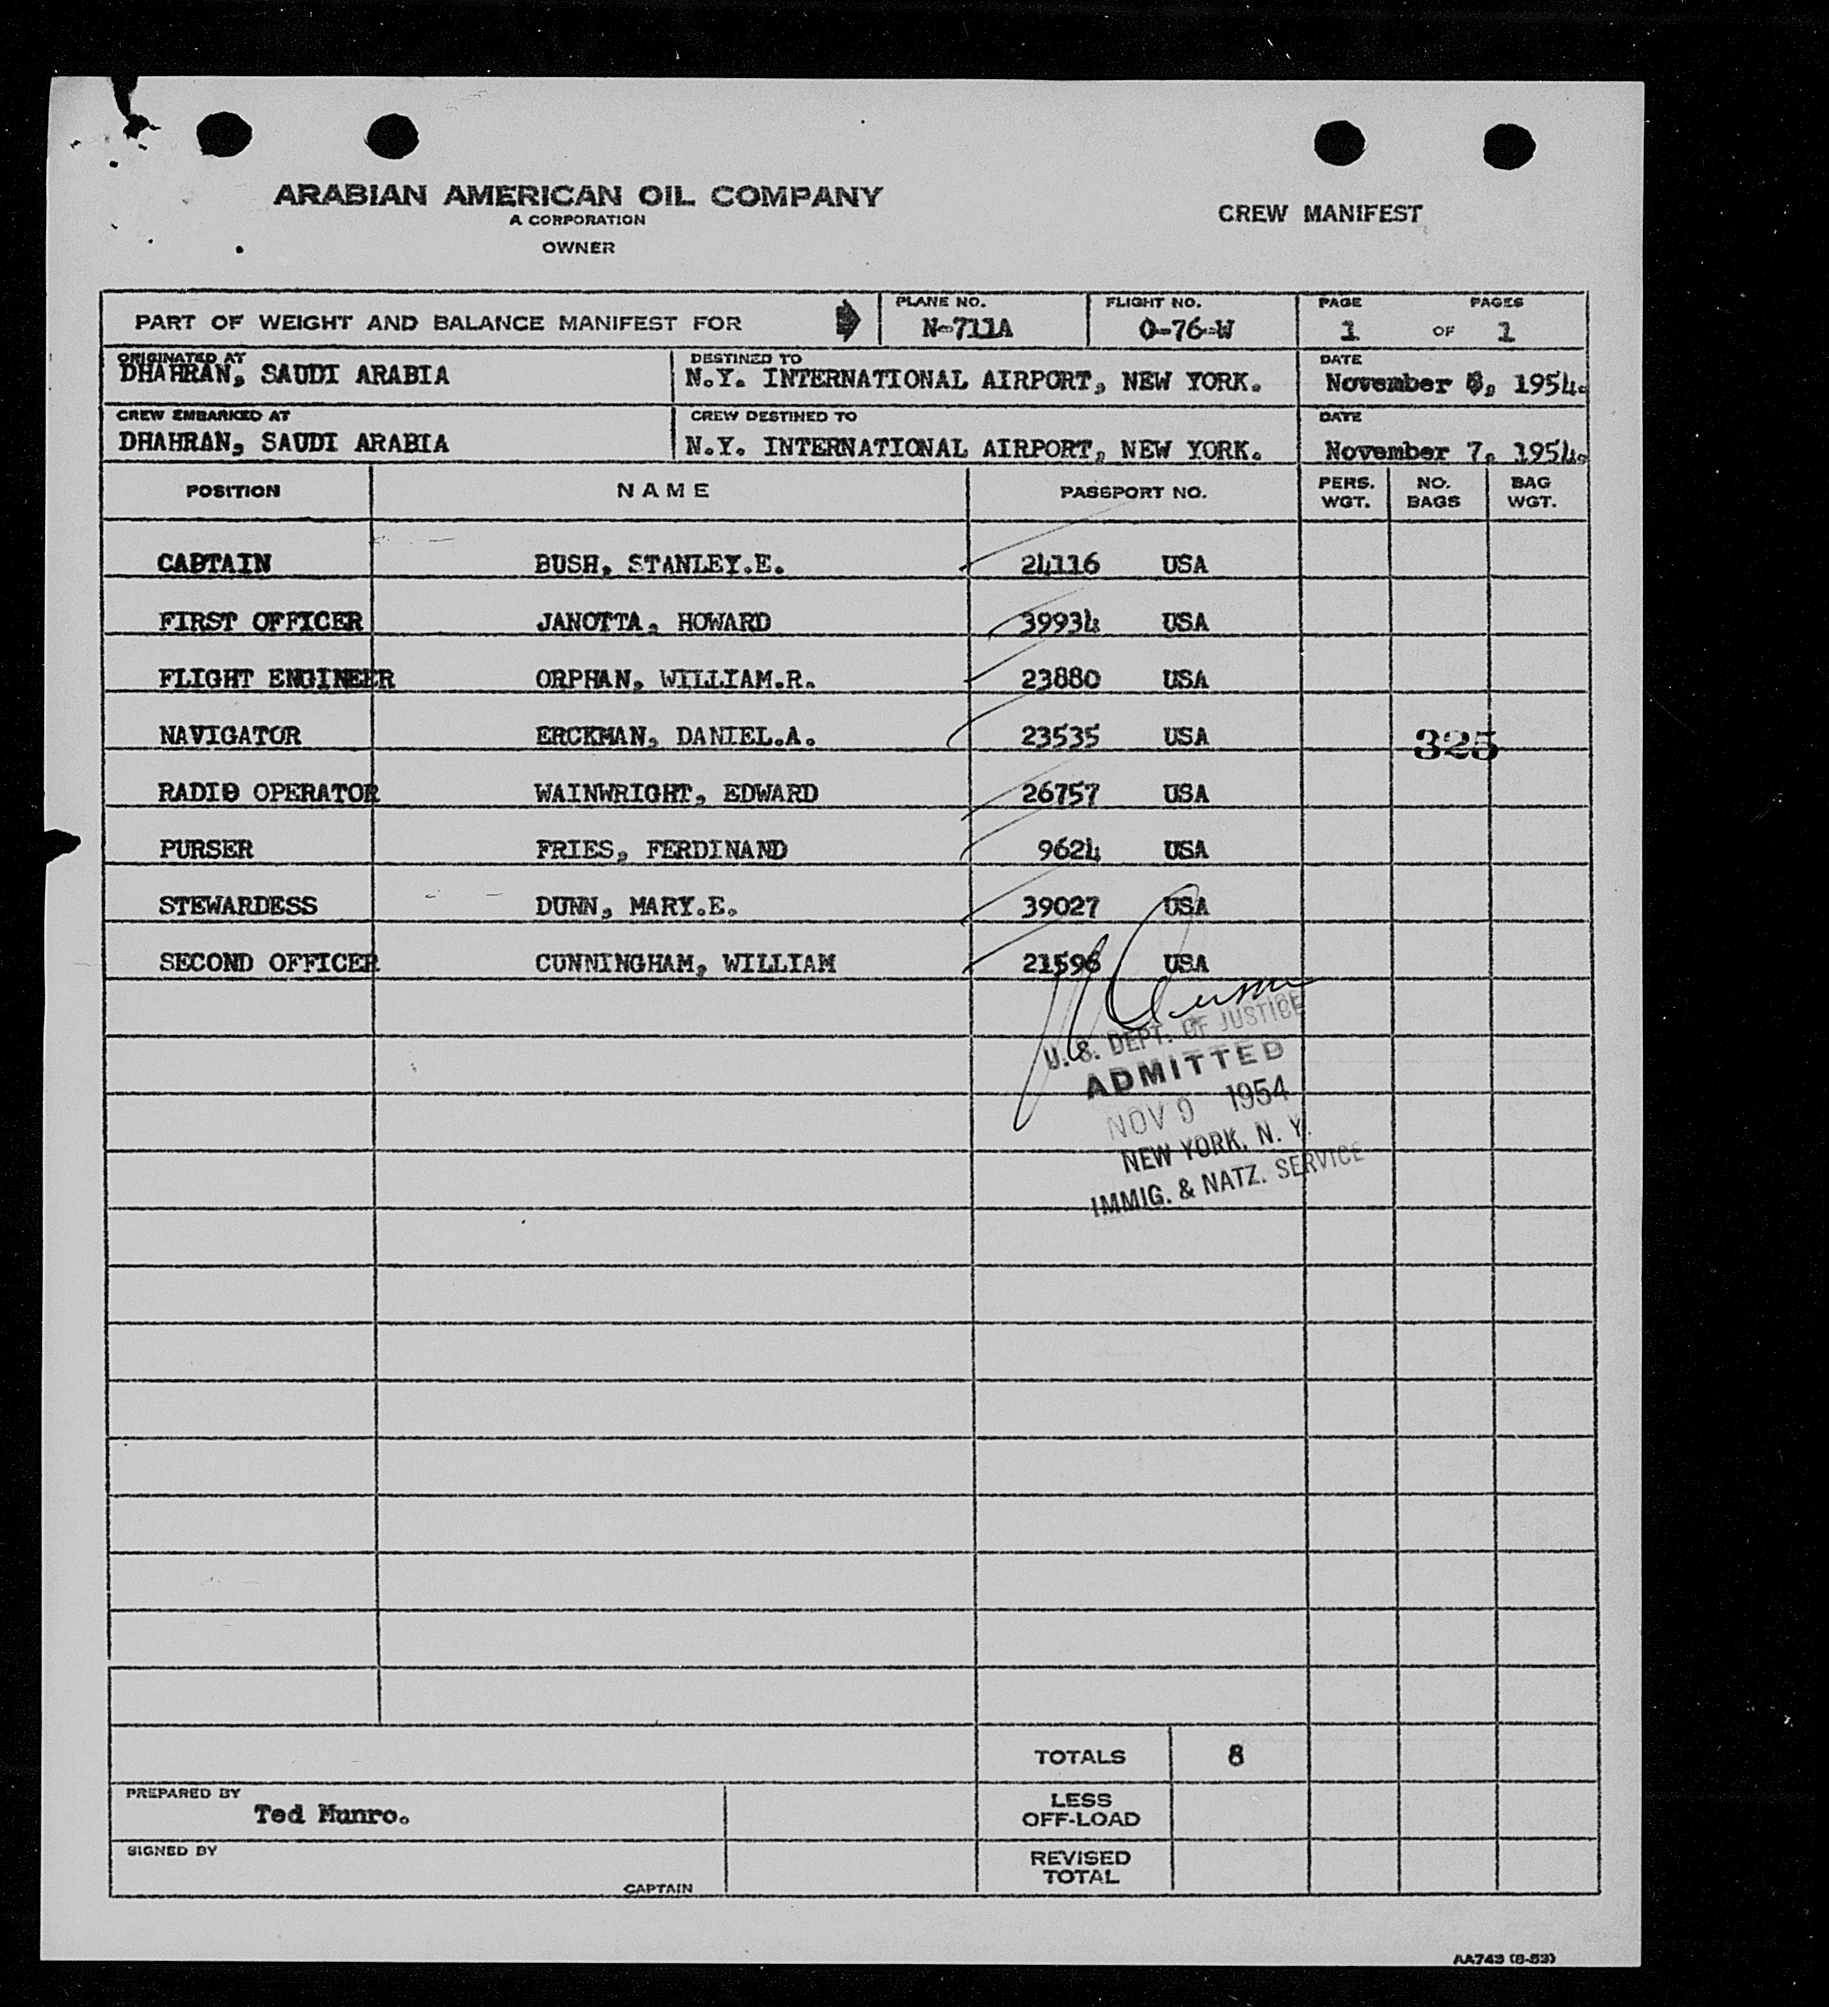 ARABIAN AMERICAN OIL COMPANY
A CORPORATION
OWNER
CREW MANIFEST
PART OF WEIGHT AND BALANCE MANIFEST FOR
PLANE NO.
N-711A
FLIGHT NO.
O-76-W
PAGE PAGES
1 OF 1
ORIGINATED AT
DHAHRAN, SAUDI ARABIA
DESTINED TO
N.Y. INTERNATIONAL AIRPORT, NEW YORK.
DATE
November 8, 1954.
CREW EMBARKED AT
DHAHRAN, SAUDI ARABIA
CREW DESTINED TO
N.Y. INTERNATIONAL AIRPORT, NEW YORK.
DATE
November 7, 1954.
POSITION NAME PASSPORT NO. PERS. WGT. NO. BAGS BAG WGT.
CAPTAIN BUSH, STANLEY.E. 24116 USA
FIRST OFFICER JANOTTA, HOWARD 39934 USA
FLIGHT ENGINEER ORPHAN, WILLIAM.R. 23880 USA
NAVIGATOR ERCKMAN, DANIEL.A. 23535 USA 325
RADIO OPERATOR WAINWRIGHT, EDWARD 26757 USA
PURSER FRIES, FERDINAND 9624 USA
STEWARDESS DUNN, MARY.E. 39027 USA
SECOND OFFICER CUNNINGHAM, WILLIAM 21596 USA
U. S. DEPT. OF JUSTICE
ADMITTED
NOV 9 1954
NEW YORK, N. Y.
IMMIG. & NATZ. SERVICE
TOTALS 8
PREPARED BY
Ted Munro.
LESS
OFF-LOAD
SIGNED BY
CAPTAIN
REVISED
TOTAL
AA743 (8-53)